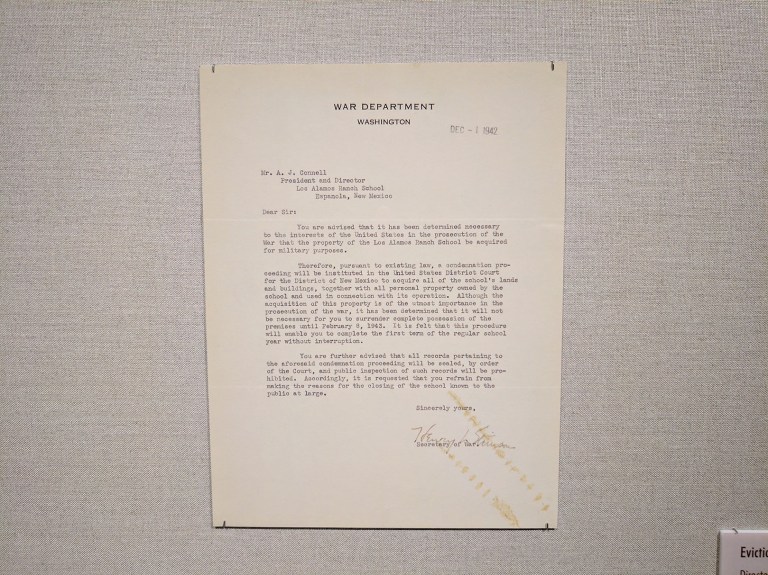 WAR DEPARTMENT
WASHINGTON
DEC - 1 1942
Mr. A. J. Connell
President and Director
Los Alamos Ranch School
Espanola, New Mexico
Dear Sir:
You are advised that it has been determined necessary
to the interests of the United States in the prosecution of the
War that the property of the Los Alamos Ranch School be acquired
for military purposes.
Therefore, pursuant to existing law, a condemnation pro-
ceeding will be instituted in the United States District Court
for the District of New Mexico to acquire all of the school's lands
and buildings, together with all personal property owned by the
school and used in connection with its operation. Although the
acquisition of this property is of the utmost importance in the
prosecution of the war, it has been determined that it will not
be necessary for you to surrender complete possession of the
premises until February 8, 1943. It is felt that this procedure
will enable you to complete the first term of the regular school
year without interruption.
You are further advised that all records pertaining to
the aforesaid condemnation proceeding will be sealed, by order
of the Court, and public inspection of such records will be pro-
hibited. Accordingly, it is requested that you refrain from
making the reasons for the closing of the school known to the
public at large.
Sincerely yours,
Henry L. Stimson
Secretary of War.
Evictio
Directo